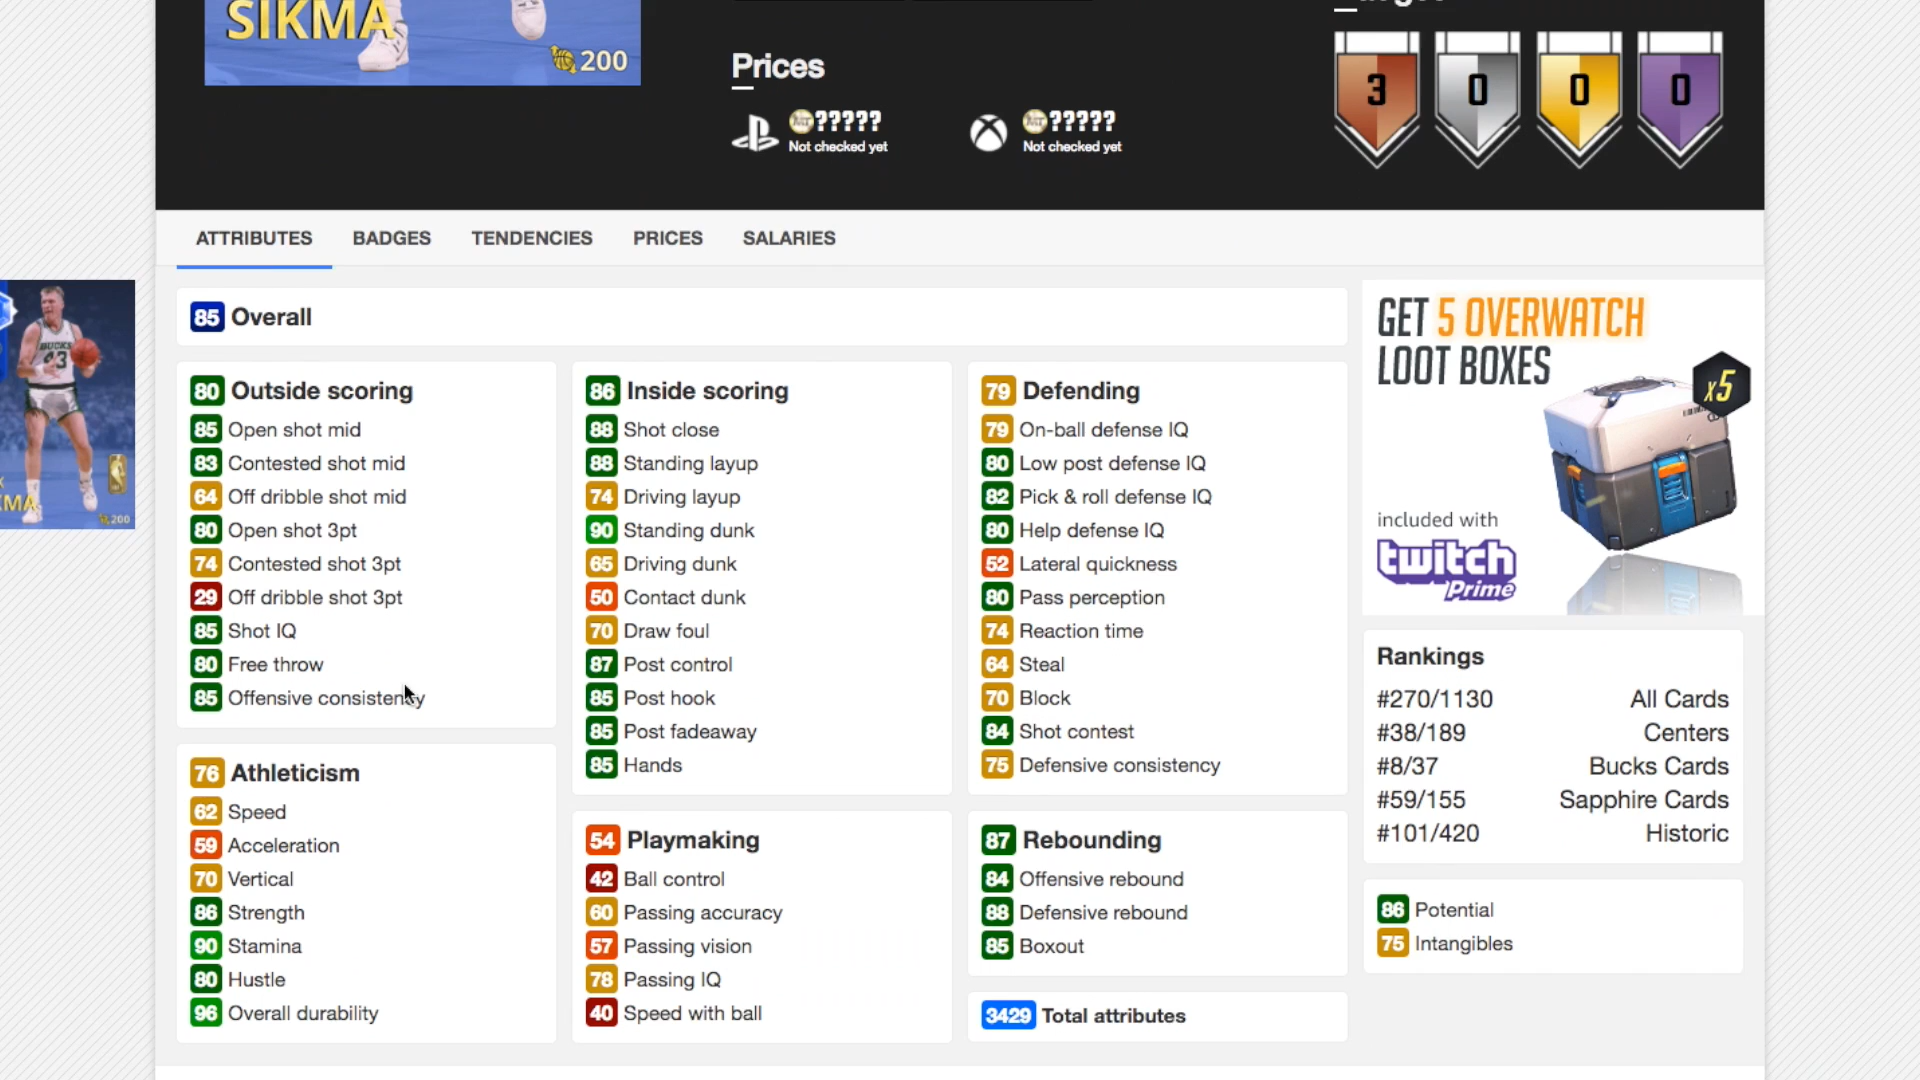 SIKMA
200
Prices
?????
Not checked yet
?????
Not checked yet
3
0
0
0
ATTRIBUTES
BADGES
TENDENCIES
PRICES
SALARIES
85 Overall
80 Outside scoring
85 Open shot mid
83 Contested shot mid
64 Off dribble shot mid
80 Open shot 3pt
74 Contested shot 3pt
29 Off dribble shot 3pt
85 Shot IQ
80 Free throw
85 Offensive consistency
76 Athleticism
62 Speed
59 Acceleration
70 Vertical
86 Strength
90 Stamina
80 Hustle
96 Overall durability
86 Inside scoring
88 Shot close
88 Standing layup
74 Driving layup
90 Standing dunk
65 Driving dunk
50 Contact dunk
70 Draw foul
87 Post control
85 Post hook
85 Post fadeaway
85 Hands
54 Playmaking
42 Ball control
60 Passing accuracy
57 Passing vision
78 Passing IQ
40 Speed with ball
79 Defending
79 On-ball defense IQ
80 Low post defense IQ
82 Pick & roll defense IQ
80 Help defense IQ
52 Lateral quickness
80 Pass perception
74 Reaction time
64 Steal
70 Block
84 Shot contest
75 Defensive consistency
87 Rebounding
84 Offensive rebound
88 Defensive rebound
85 Boxout
3429 Total attributes
GET 5 OVERWATCH
LOOT BOXES
x5
included with
twitch
Prime
Rankings
#270/1130 All Cards
#38/189 Centers
#8/37 Bucks Cards
#59/155 Sapphire Cards
#101/420 Historic
86 Potential
75 Intangibles
BUCKS
43
200